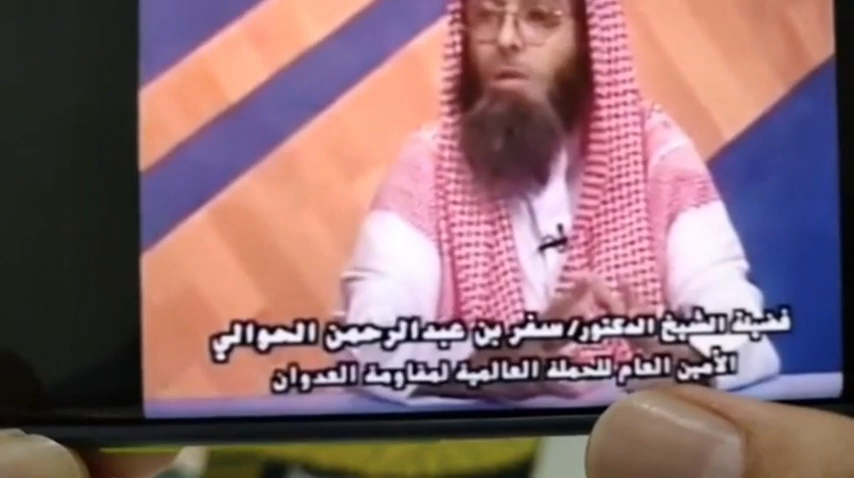 فضيلة الشيخ الدكتور/ سفر بن عبدالرحمن الحوالي
الأمين العام للحملة العالمية لمقاومة العدوان